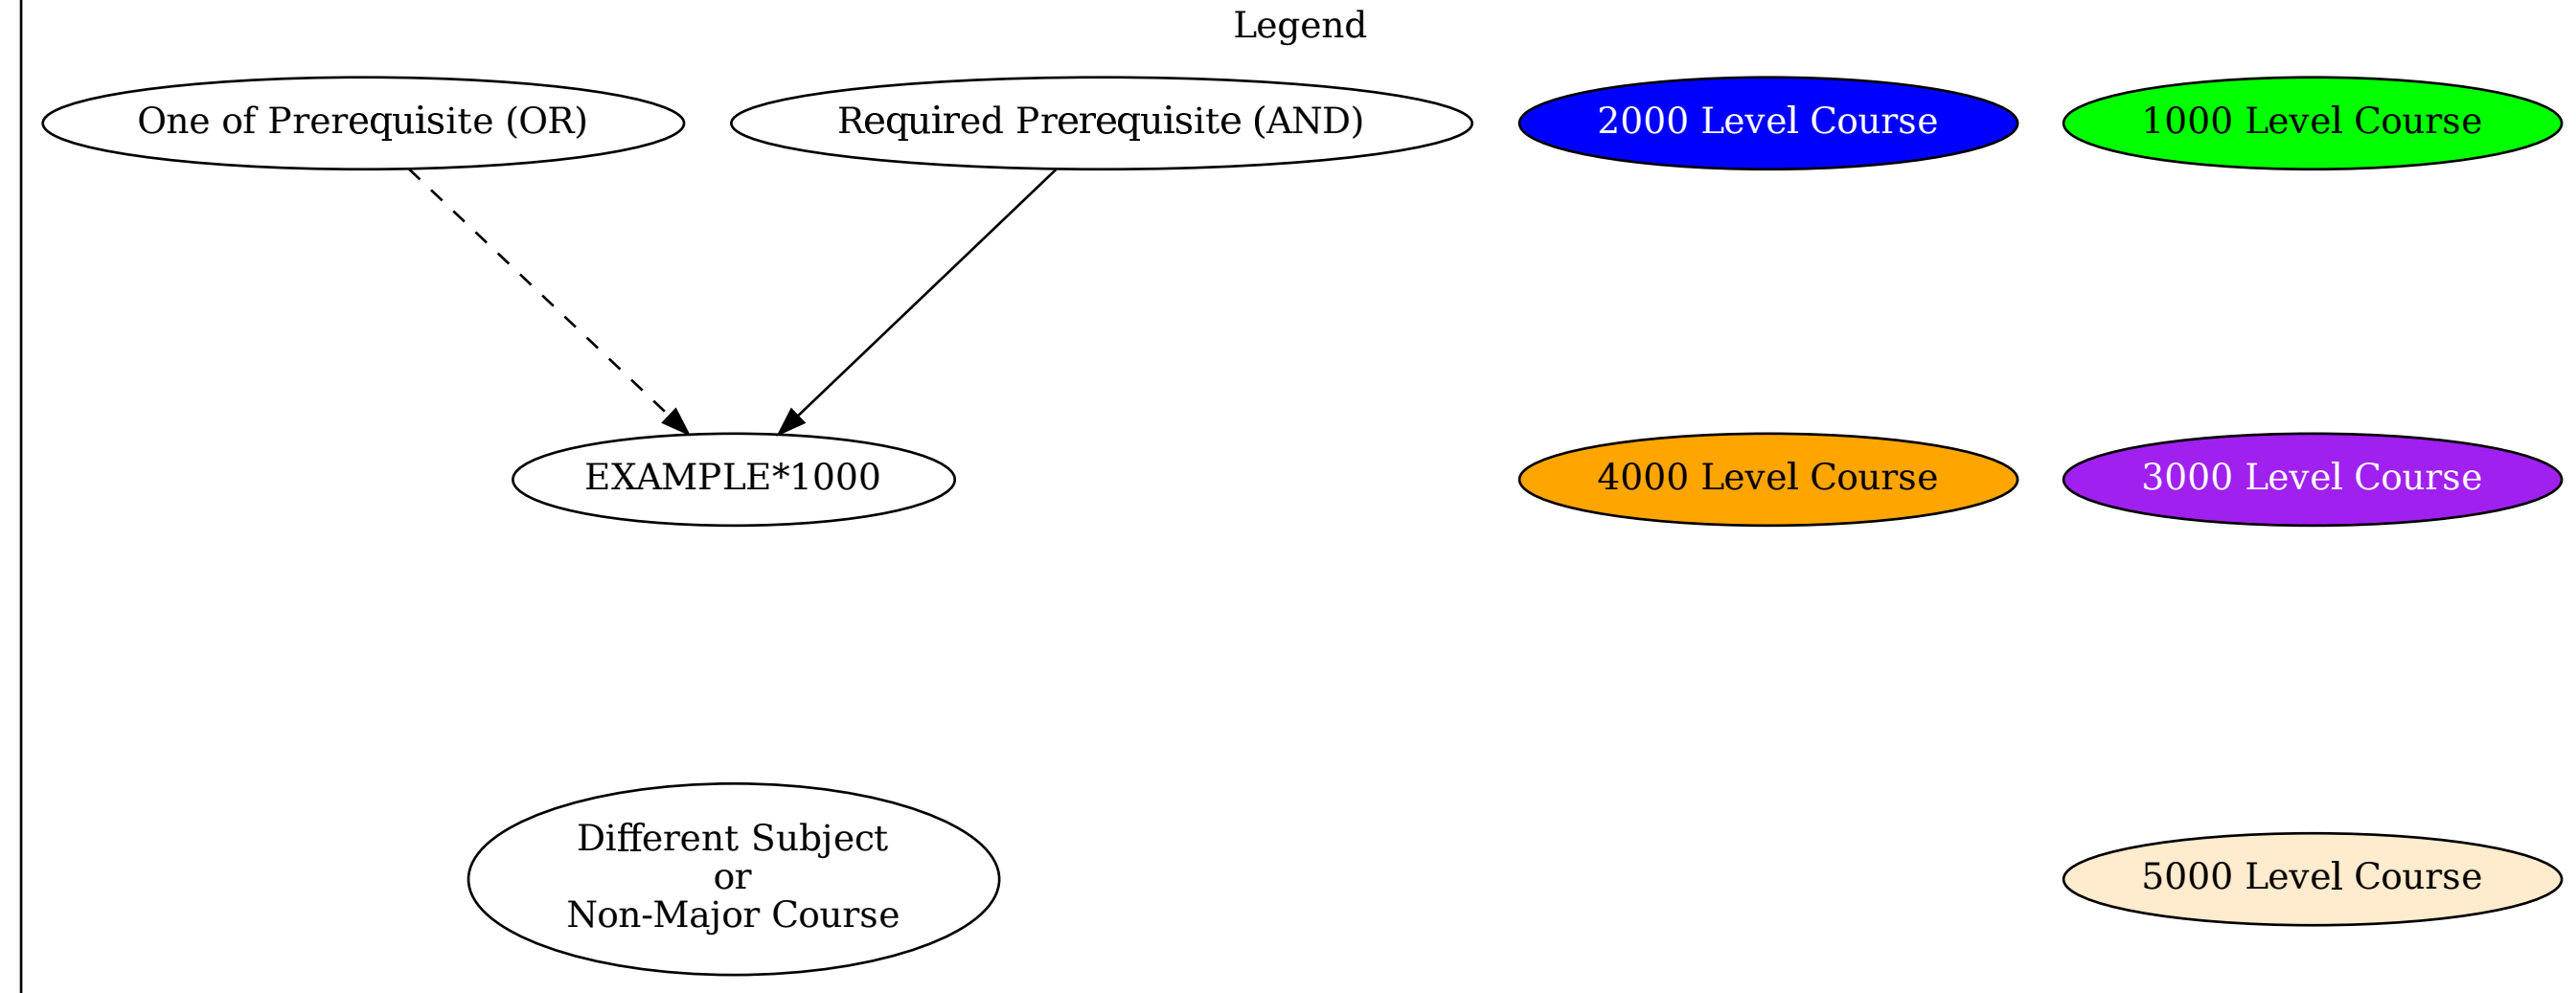 Legend
One of Prerequisite (OR)
Required Prerequisite (AND)
2000 Level Course
1000 Level Course
EXAMPLE*1000
4000 Level Course
3000 Level Course
Different Subject
or
Non-Major Course
5000 Level Course